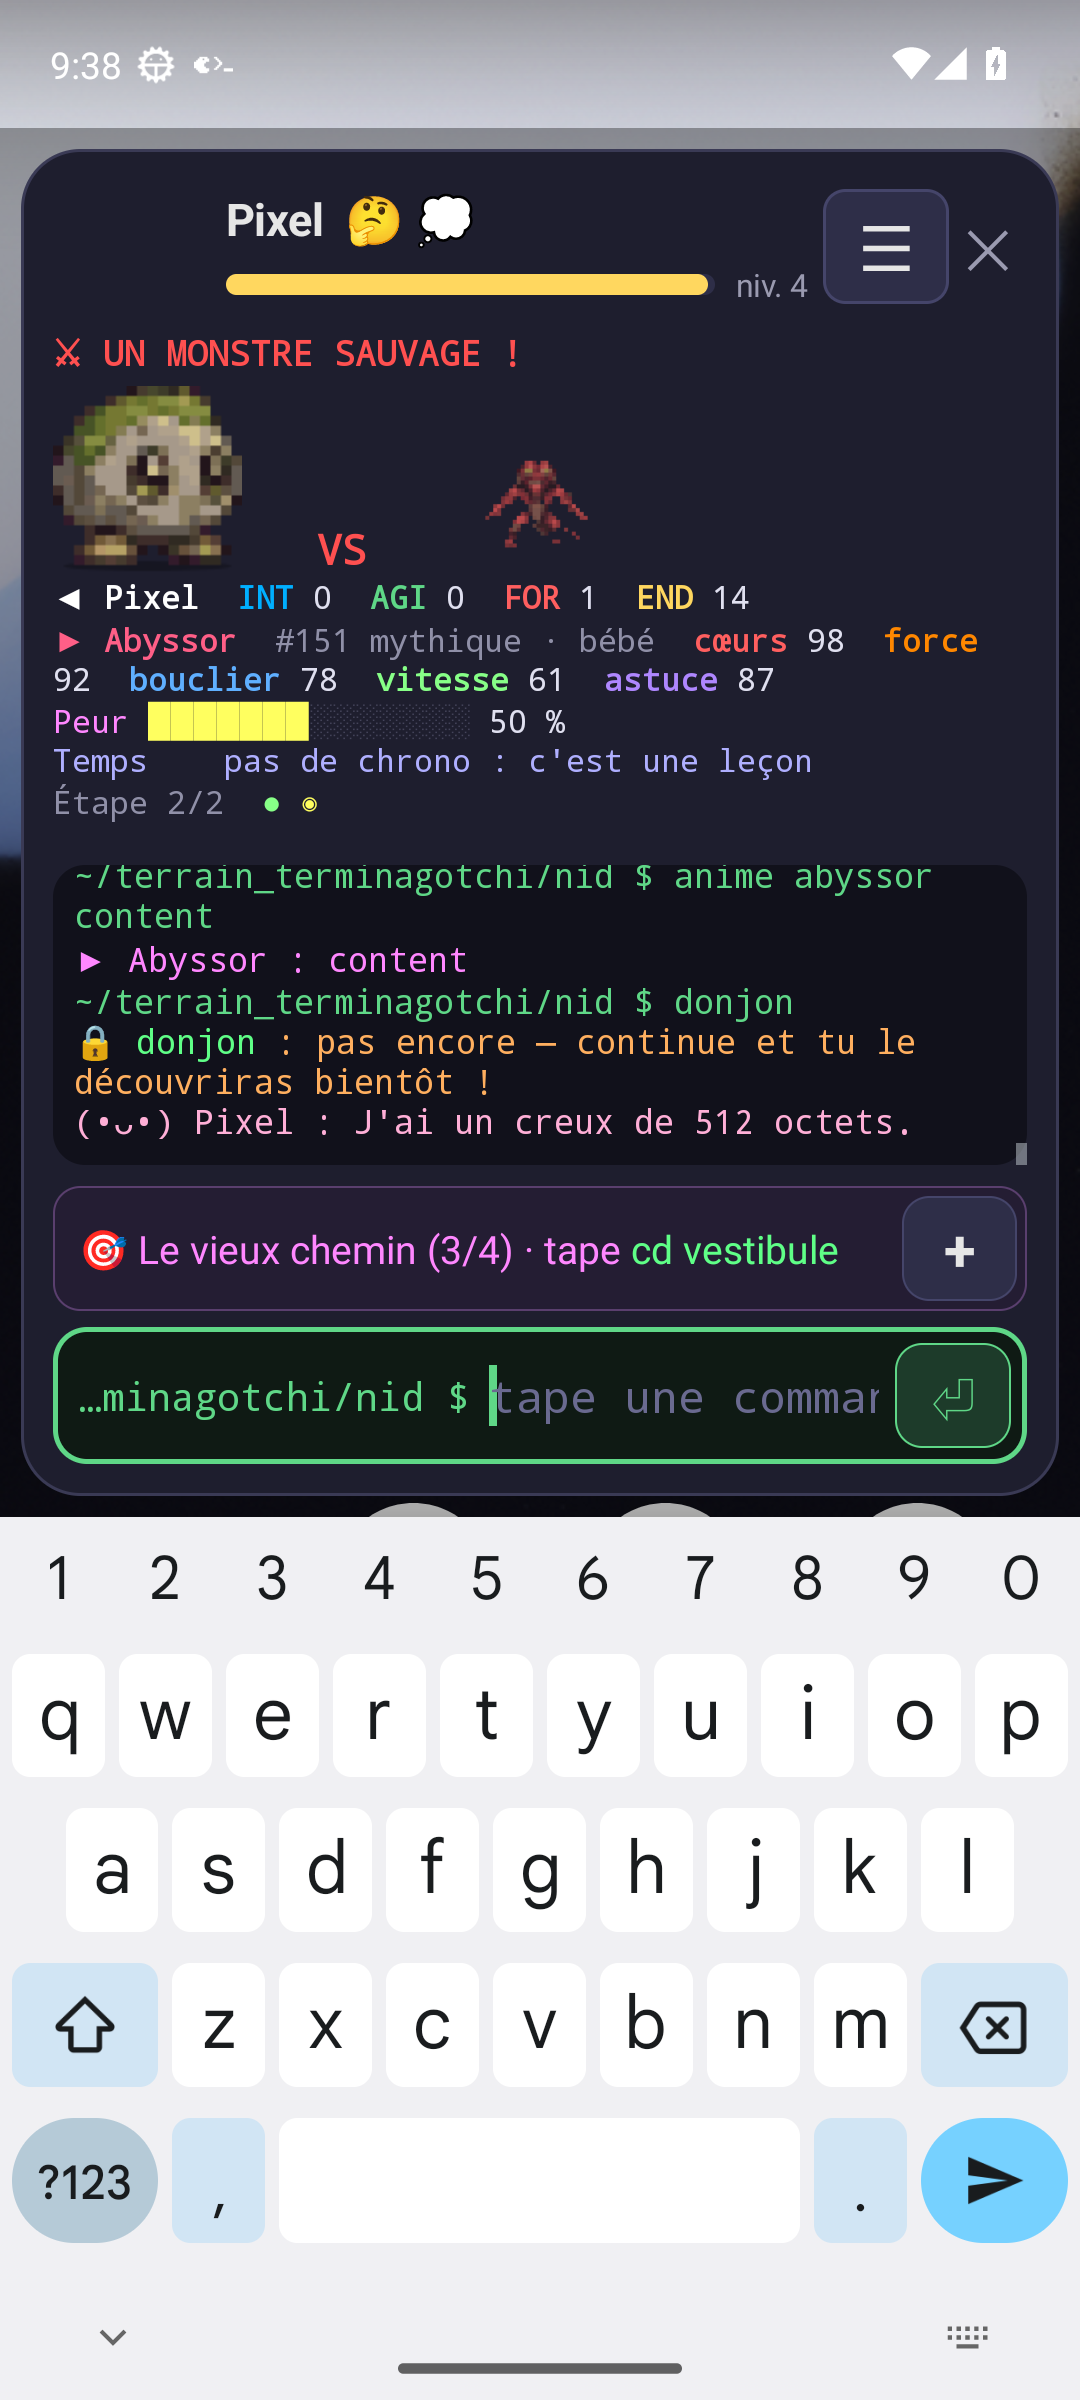 9:38
Pixel 🤔 💭
niv. 4
⚔ UN MONSTRE SAUVAGE !
VS
◄ Pixel INT 0 AGI 0 FOR 1 END 14
► Abyssor #151 mythique · bébé cœurs 98 force
92 bouclier 78 vitesse 61 astuce 87
Peur ███████░░░░░░░ 50 %
Temps pas de chrono : c'est une leçon
Étape 2/2 ● ◉
~/terrain_terminagotchi/nid $ anime abyssor
content
► Abyssor : content
~/terrain_terminagotchi/nid $ donjon
🔒 donjon : pas encore — continue et tu le
découvriras bientôt !
(•ᴗ•) Pixel : J'ai un creux de 512 octets.
🎯 Le vieux chemin (3/4) · tape cd vestibule
+
…minagotchi/nid $ tape une comman
1 2 3 4 5 6 7 8 9 0
q w e r t y u i o p
a s d f g h j k l
z x c v b n m
?123 , .